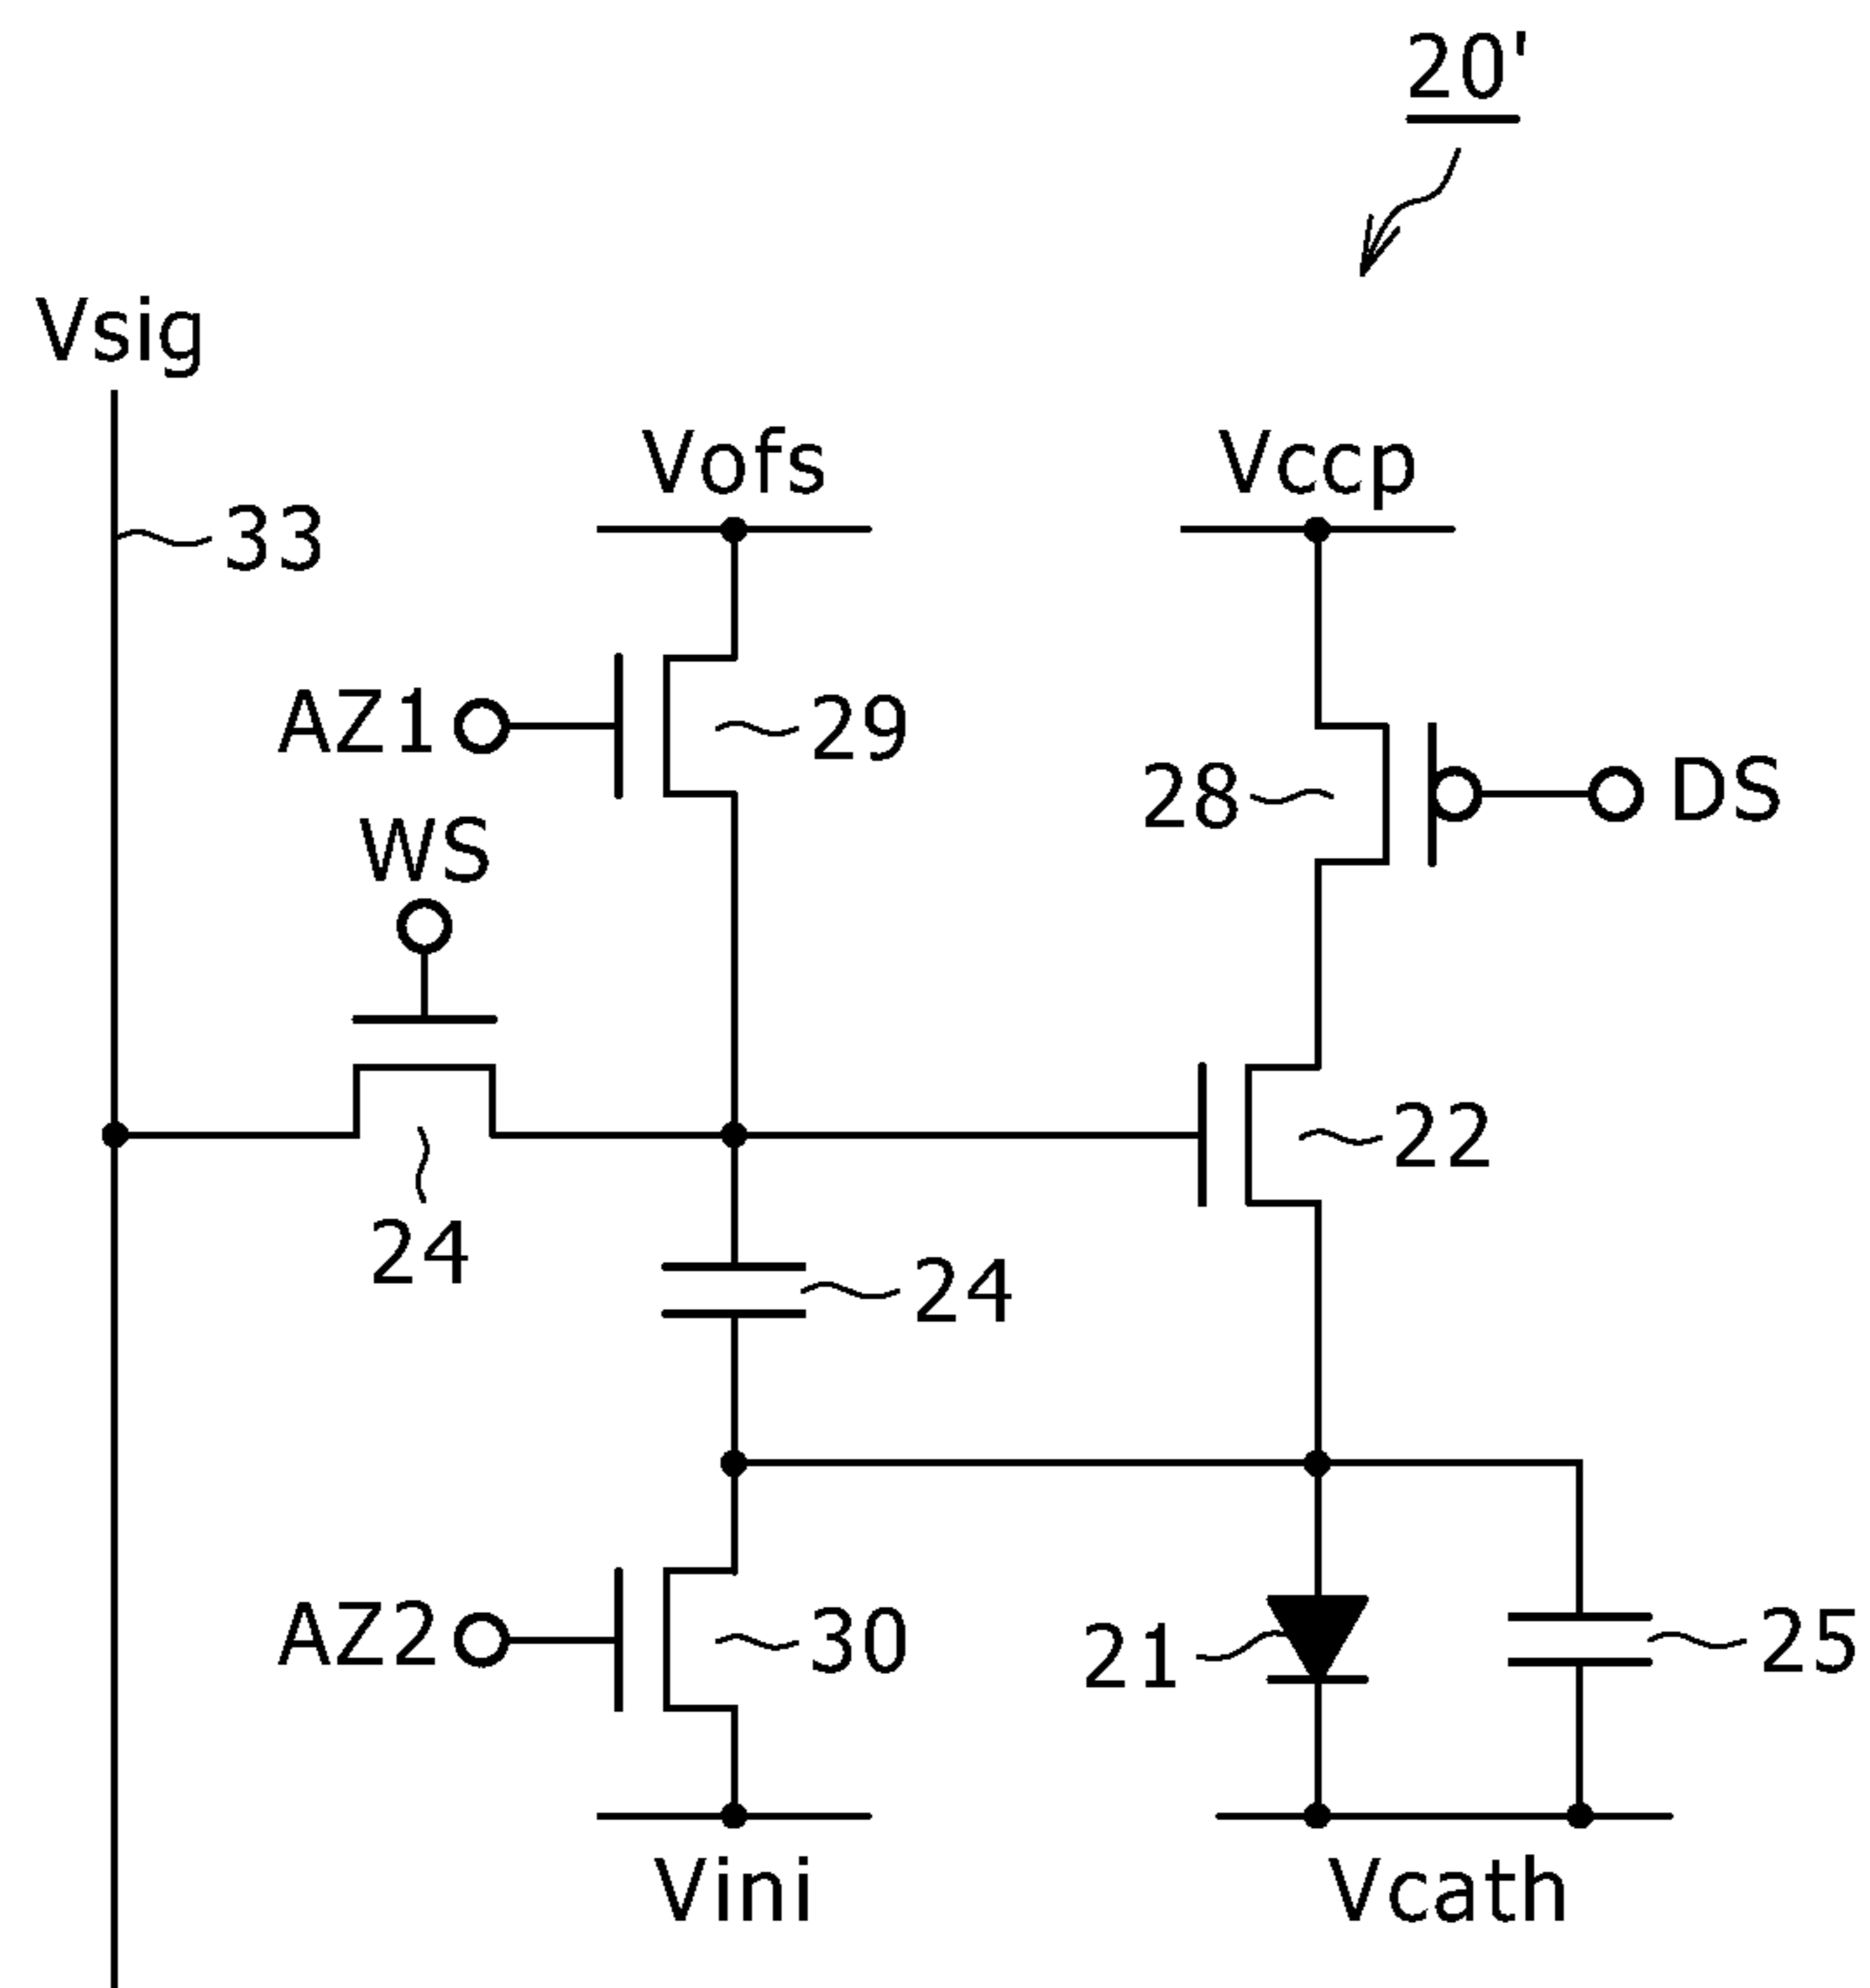 20'
Vsig
Vofs
Vccp
33
AZ1
29
28
DS
WS
22
24
24
AZ2
30
21
25
Vini
Vcath